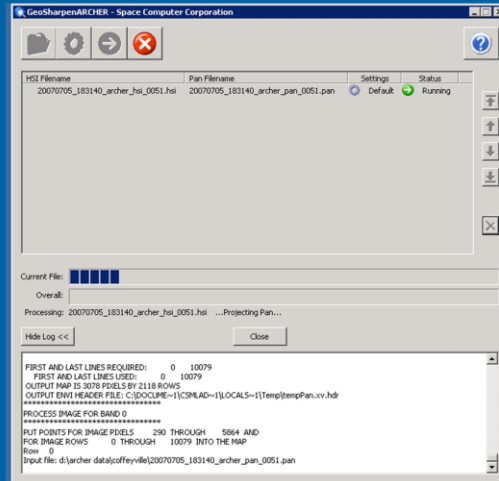 GeoSharpenARCHER - Space Computer Corporation
HSI Filename Pan Filename Settings Status
20070705_183140_archer_hsi_0051.hsi 20070705_183140_archer_pan_0051.pan Default Running
Current File:
Overall:
Processing: 20070705_183140_archer_hsi_0051.hsi ...Projecting Pan...
Hide Log << Close
FIRST AND LAST LINES REQUIRED: 0 10079
FIRST AND LAST LINES USED: 0 10079
OUTPUT MAP IS 3078 PIXELS BY 2118 ROWS
OUTPUT ENVI HEADER FILE: C:\DOCUME~1\CSMLAD~1\LOCALS~1\Temp\tempPan.xv.hdr
********************************
PROCESS IMAGE FOR BAND 0
********************************
PUT POINTS FOR IMAGE PIXELS 290 THROUGH 5864 AND
FOR IMAGE ROWS 0 THROUGH 10079 INTO THE MAP
Row 0
Input file: d:\archer data\coffeyville\20070705_183140_archer_pan_0051.pan